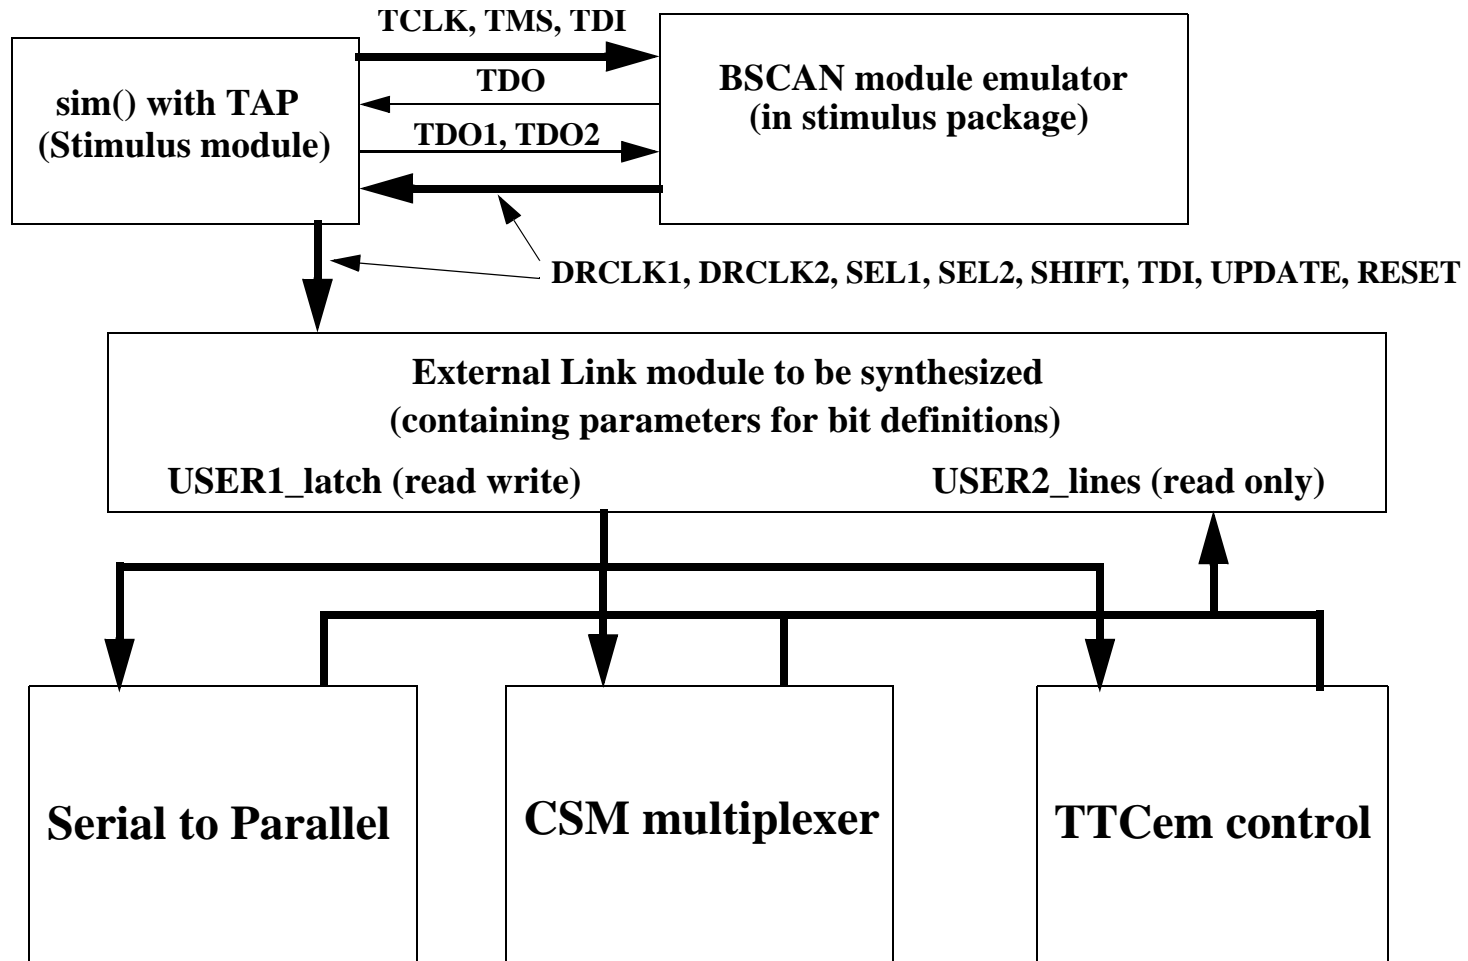 TCLK, TMS, TDI
sim() with TAP
(Stimulus module)
TDO
TDO1, TDO2
BSCAN module emulator
(in stimulus package)
DRCLK1, DRCLK2, SEL1, SEL2, SHIFT, TDI, UPDATE, RESET
External Link module to be synthesized
(containing parameters for bit definitions)
USER1_latch (read write)
USER2_lines (read only)
Serial to Parallel
CSM multiplexer
TTCem control